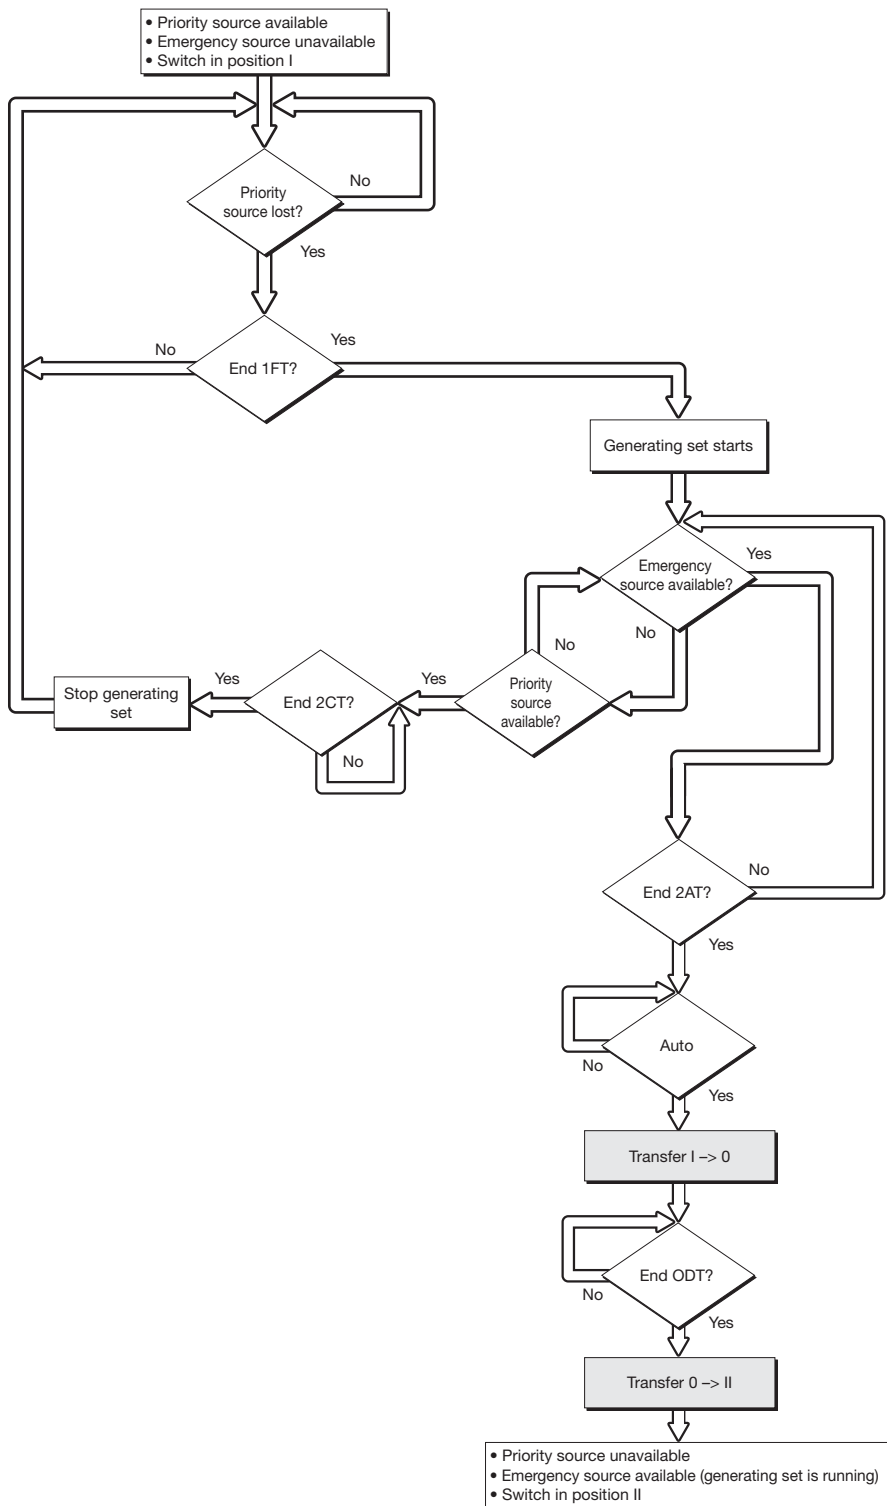 • Priority source available
• Emergency source unavailable
• Switch in position I
No
Priority
source lost?
Yes
No
Yes
End 1FT?
Generating set starts
Yes
Emergency
source available?
No
No
Yes
Yes
Priority
source
available?
Stop generating
set
End 2CT?
No
No
End 2AT?
Yes
Auto
No
Yes
Transfer I –> 0
End ODT?
No
Yes
Transfer 0 –> II
• Priority source unavailable
• Emergency source available (generating set is running)
• Switch in position II